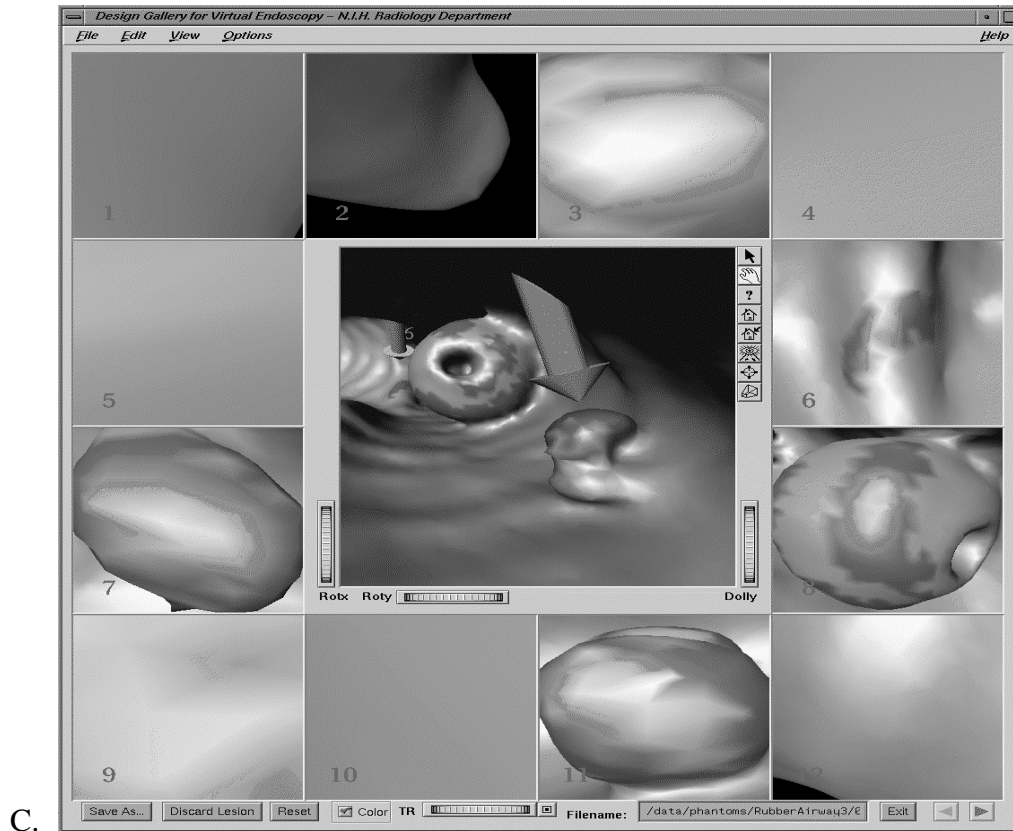 Design Gallery for Virtual Endoscopy – N.I.H. Radiology Department
File Edit View Options Help
1 2 3 4
5
?
5 6
7 8
Rotx Roty Dolly
9 10 11
Save As... Discard Lesion Reset Color TR Filename: /data/phantoms/RubberAirway3/ Exit
C.